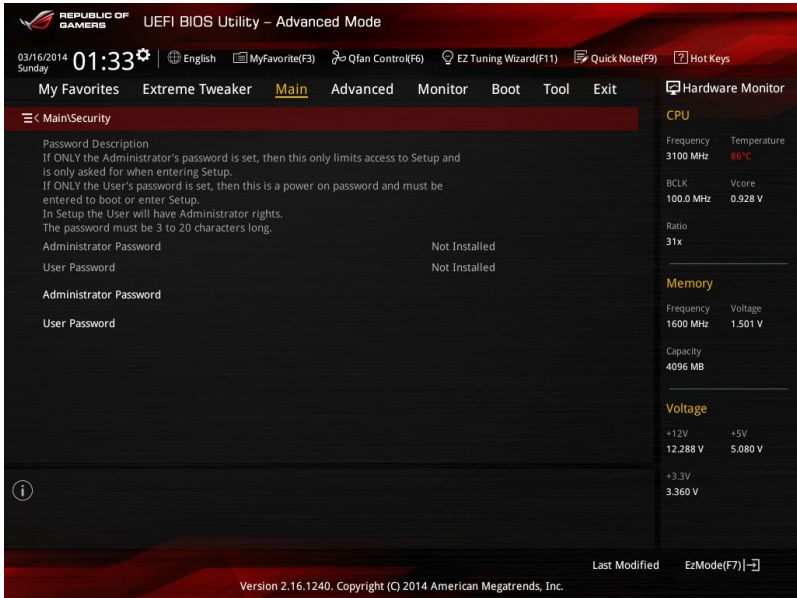 REPUBLIC OF
GAMERS
UEFI BIOS Utility – Advanced Mode
03/16/2014
Sunday
01:33
English
MyFavorite(F3)
Qfan Control(F6)
EZ Tuning Wizard(F11)
Quick Note(F9)
? Hot Keys
My Favorites
Extreme Tweaker
Main
Advanced
Monitor
Boot
Tool
Exit
Main\Security
Password Description
If ONLY the Administrator's password is set, then this only limits access to Setup and
is only asked for when entering Setup.
If ONLY the User's password is set, then this is a power on password and must be
entered to boot or enter Setup.
In Setup the User will have Administrator rights.
The password must be 3 to 20 characters long.
Administrator Password Not Installed
User Password Not Installed
Administrator Password
User Password
Hardware Monitor
CPU
Frequency Temperature
3100 MHz 86°C
BCLK Vcore
100.0 MHz 0.928 V
Ratio
31x
Memory
Frequency Voltage
1600 MHz 1.501 V
Capacity
4096 MB
Voltage
+12V +5V
12.288 V 5.080 V
+3.3V
3.360 V
i
Last Modified
EzMode(F7)
Version 2.16.1240. Copyright (C) 2014 American Megatrends, Inc.